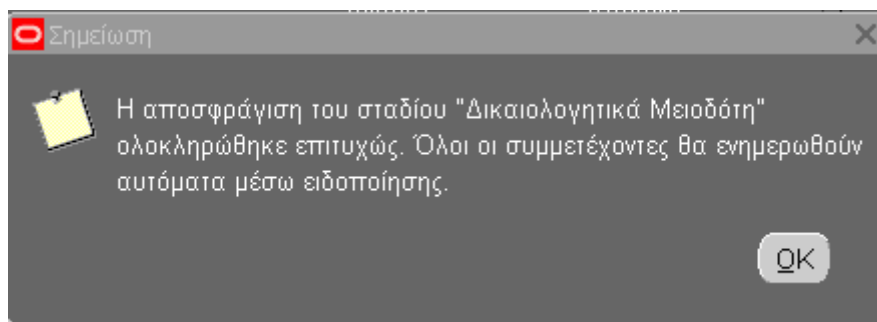 Σημείωση
Η αποσφράγιση του σταδίου "Δικαιολογητικά Μειοδότη"
ολοκληρώθηκε επιτυχώς. Όλοι οι συμμετέχοντες θα ενημερωθούν
αυτόματα μέσω ειδοποίησης.
OK